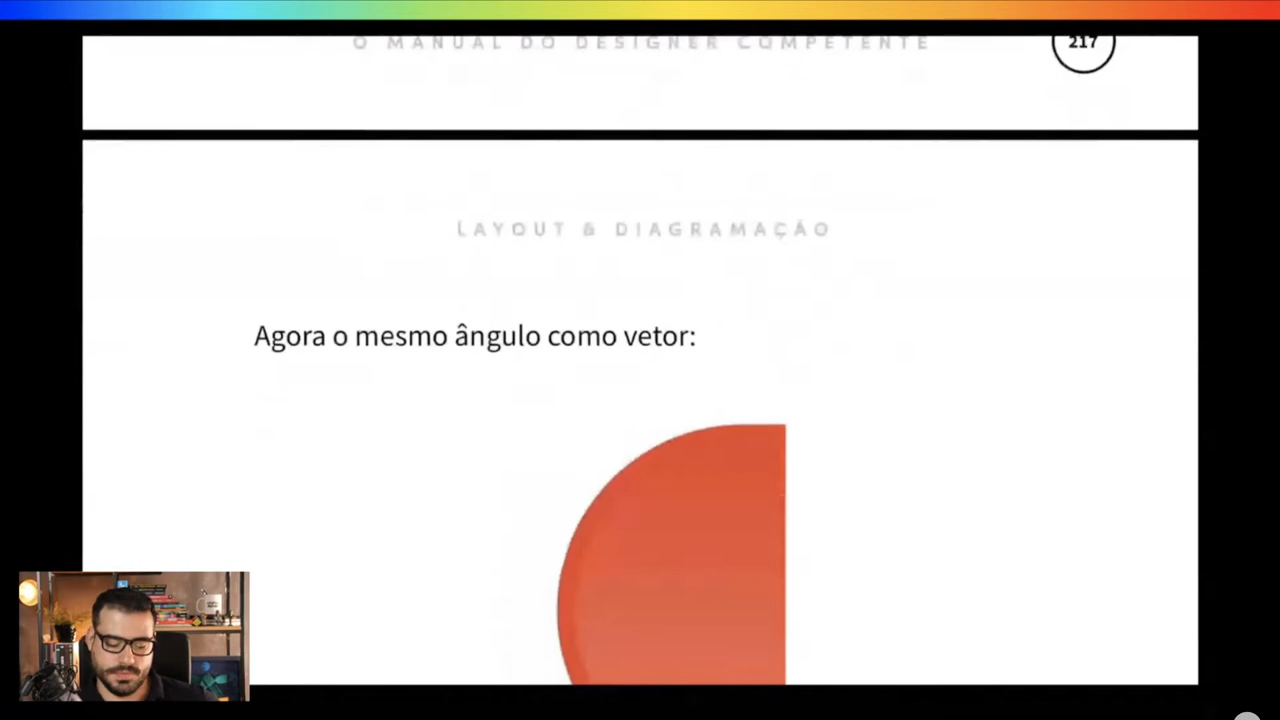 O MANUAL DO DESIGNER COMPETENTE
217
LAYOUT & DIAGRAMAÇÃO
Agora o mesmo ângulo como vetor: